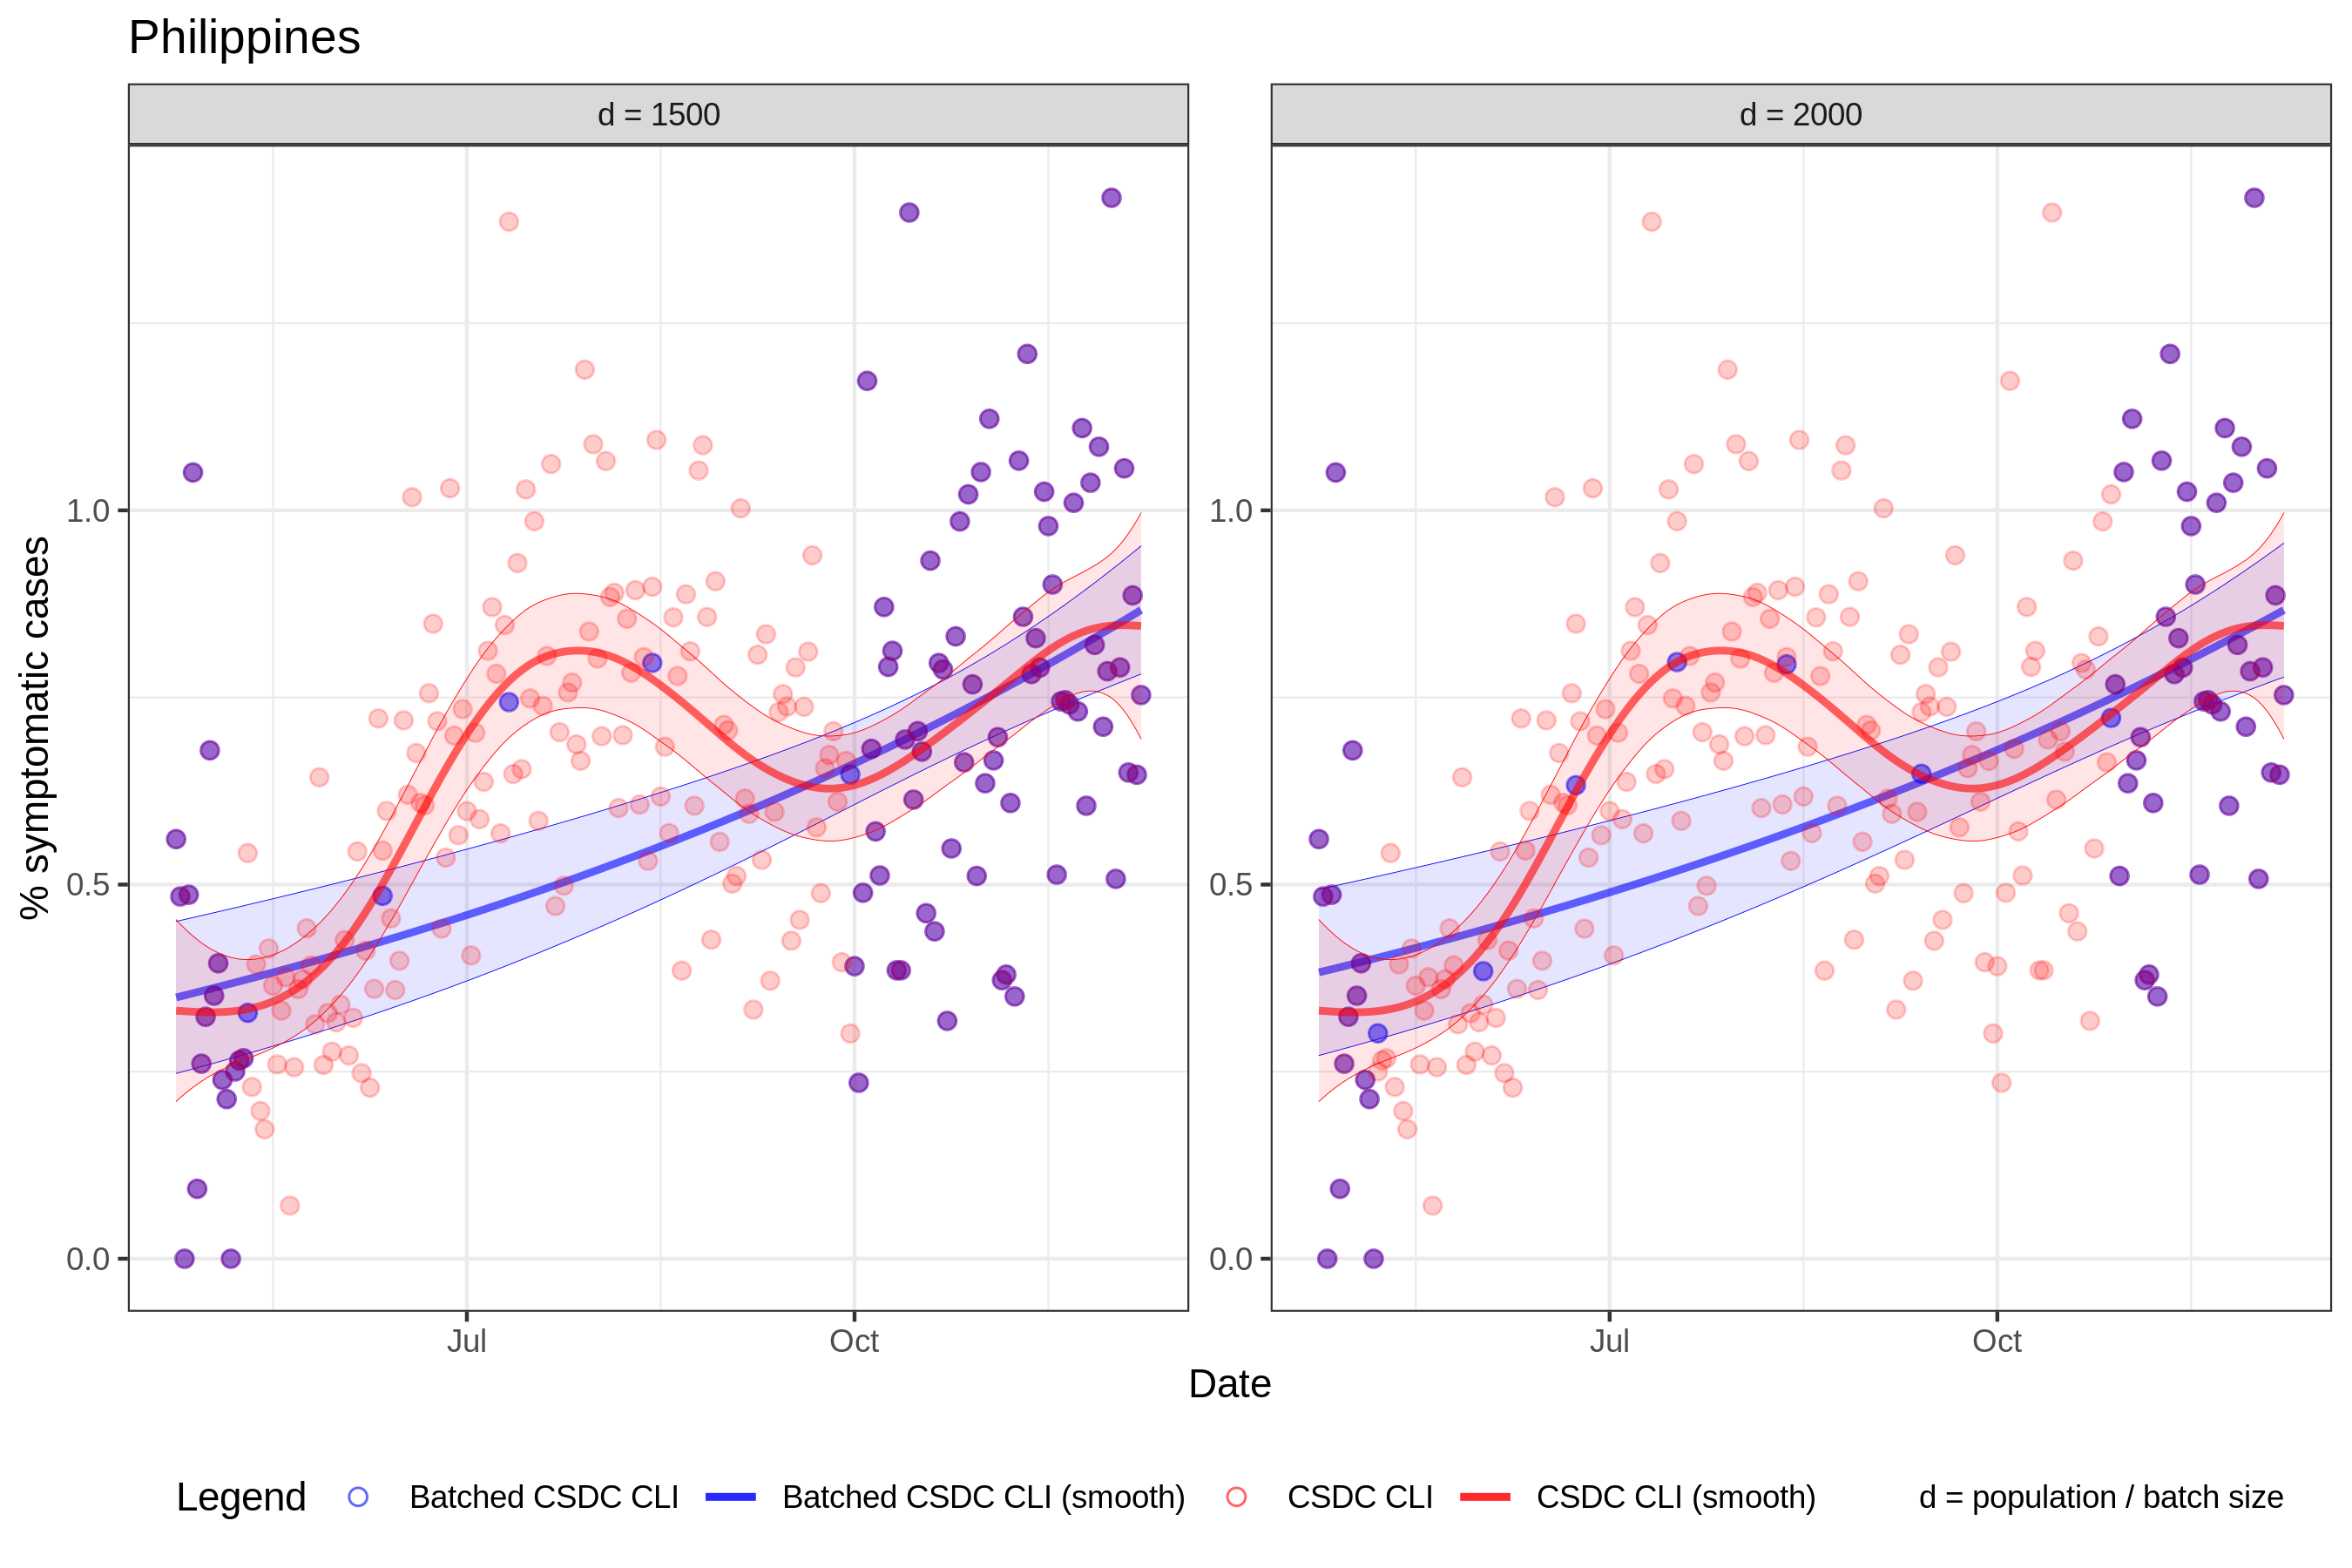 Philippines
d = 1500
d = 2000
% symptomatic cases
1.0
0.5
0.0
1.0
0.5
0.0
Jul
Oct
Jul
Oct
Date
Legend
Batched CSDC CLI
Batched CSDC CLI (smooth)
CSDC CLI
CSDC CLI (smooth)
d = population / batch size